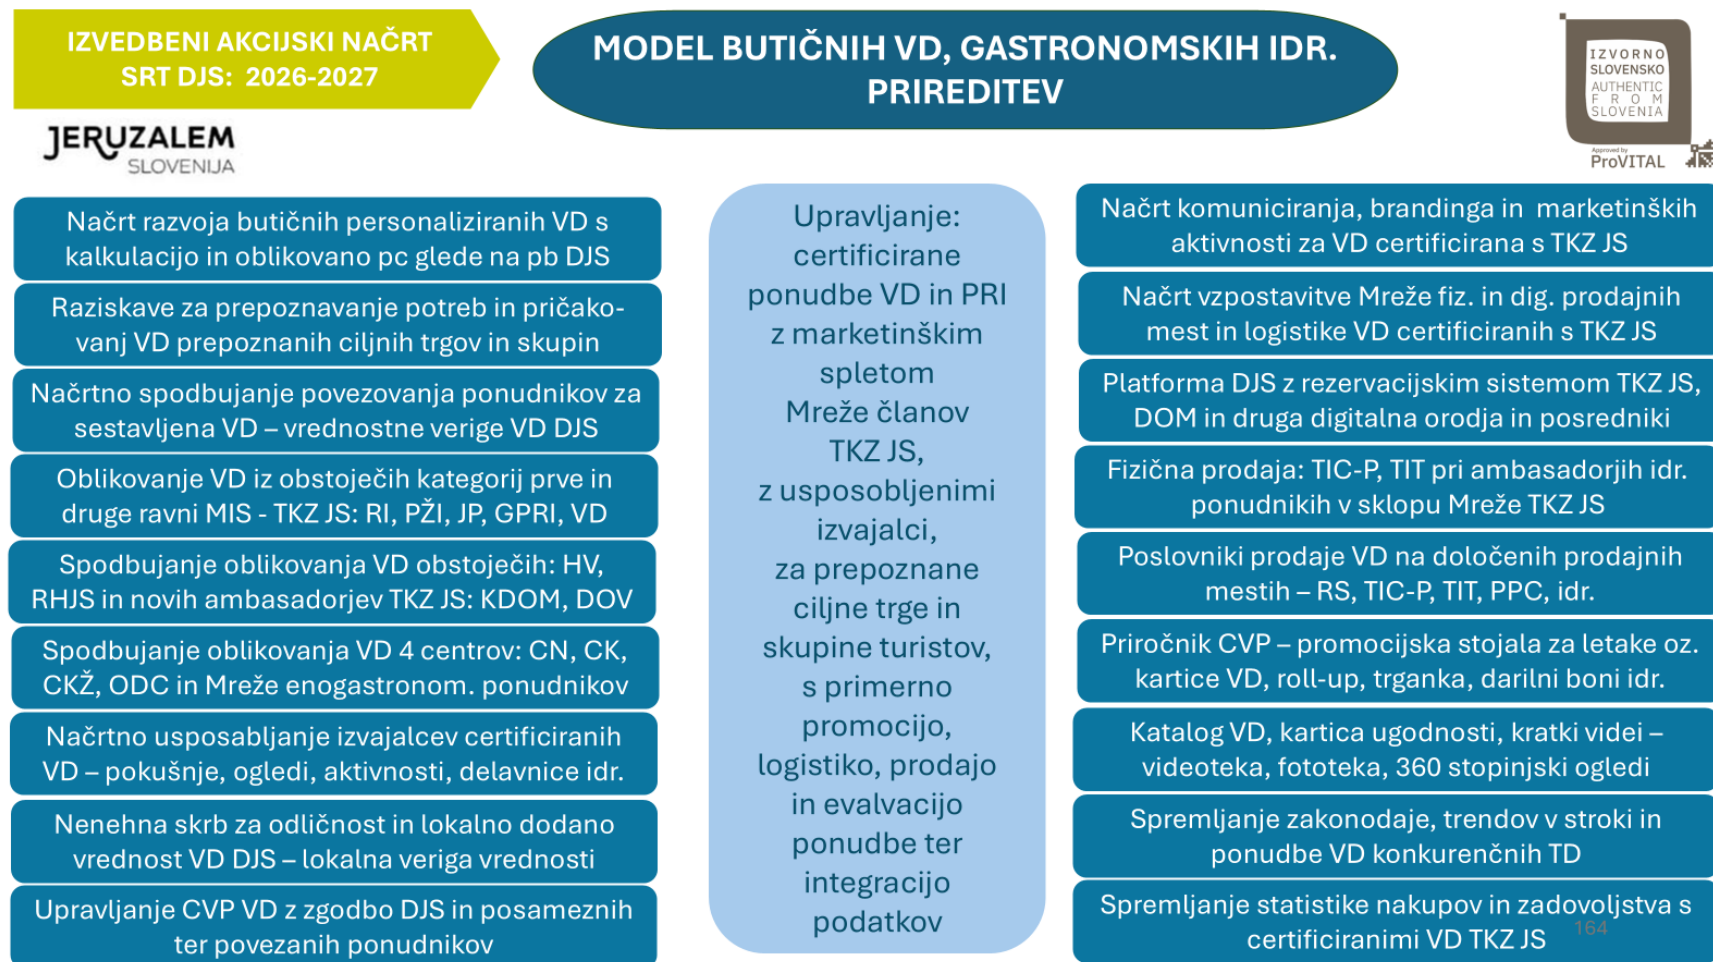 IZVEDBENI AKCIJSKI NAČRT
SRT DJS: 2026-2027
MODEL BUTIČNIH VD, GASTRONOMSKIH IDR.
PRIREDITEV
IZVORNO
SLOVENSKO
AUTHENTIC
FROM
SLOVENIA
Approved by
ProVITAL
JERUZALEM
SLOVENIJA
Načrt razvoja butičnih personaliziranih VD s
kalkulacijo in oblikovano pc glede na pb DJS
Raziskave za prepoznavanje potreb in pričako-
vanj VD prepoznanih ciljnih trgov in skupin
Načrtno spodbujanje povezovanja ponudnikov za
sestavljena VD – vrednostne verige VD DJS
Oblikovanje VD iz obstoječih kategorij prve in
druge ravni MIS - TKZ JS: RI, PŽI, JP, GPRI, VD
Spodbujanje oblikovanja VD obstoječih: HV,
RHJS in novih ambasadorjev TKZ JS: KDOM, DOV
Spodbujanje oblikovanja VD 4 centrov: CN, CK,
CKŽ, ODC in Mreže enogastronom. ponudnikov
Načrtno usposabljanje izvajalcev certificiranih
VD – pokušnje, ogledi, aktivnosti, delavnice idr.
Nenehna skrb za odličnost in lokalno dodano
vrednost VD DJS – lokalna veriga vrednosti
Upravljanje CVP VD z zgodbo DJS in posameznih
ter povezanih ponudnikov
Upravljanje:
certificirane
ponudbe VD in PRI
z marketinškim
spletom
Mreže članov
TKZ JS,
z usposobljenimi
izvajalci,
za prepoznane
ciljne trge in
skupine turistov,
s primerno
promocijo,
logistiko, prodajo
in evalvacijo
ponudbe ter
integracijo
podatkov
Načrt komuniciranja, brandinga in marketinških
aktivnosti za VD certificirana s TKZ JS
Načrt vzpostavitve Mreže fiz. in dig. prodajnih
mest in logistike VD certificiranih s TKZ JS
Platforma DJS z rezervacijskim sistemom TKZ JS,
DOM in druga digitalna orodja in posredniki
Fizična prodaja: TIC-P, TIT pri ambasadorjih idr.
ponudnikih v sklopu Mreže TKZ JS
Poslovniki prodaje VD na določenih prodajnih
mestih – RS, TIC-P, TIT, PPC, idr.
Priročnik CVP – promocijska stojala za letake oz.
kartice VD, roll-up, trganka, darilni boni idr.
Katalog VD, kartica ugodnosti, kratki videi –
videoteka, fototeka, 360 stopinjski ogledi
Spremljanje zakonodaje, trendov v stroki in
ponudbe VD konkurenčnih TD
Spremljanje statistike nakupov in zadovoljstva s
certificiranimi VD TKZ JS
164